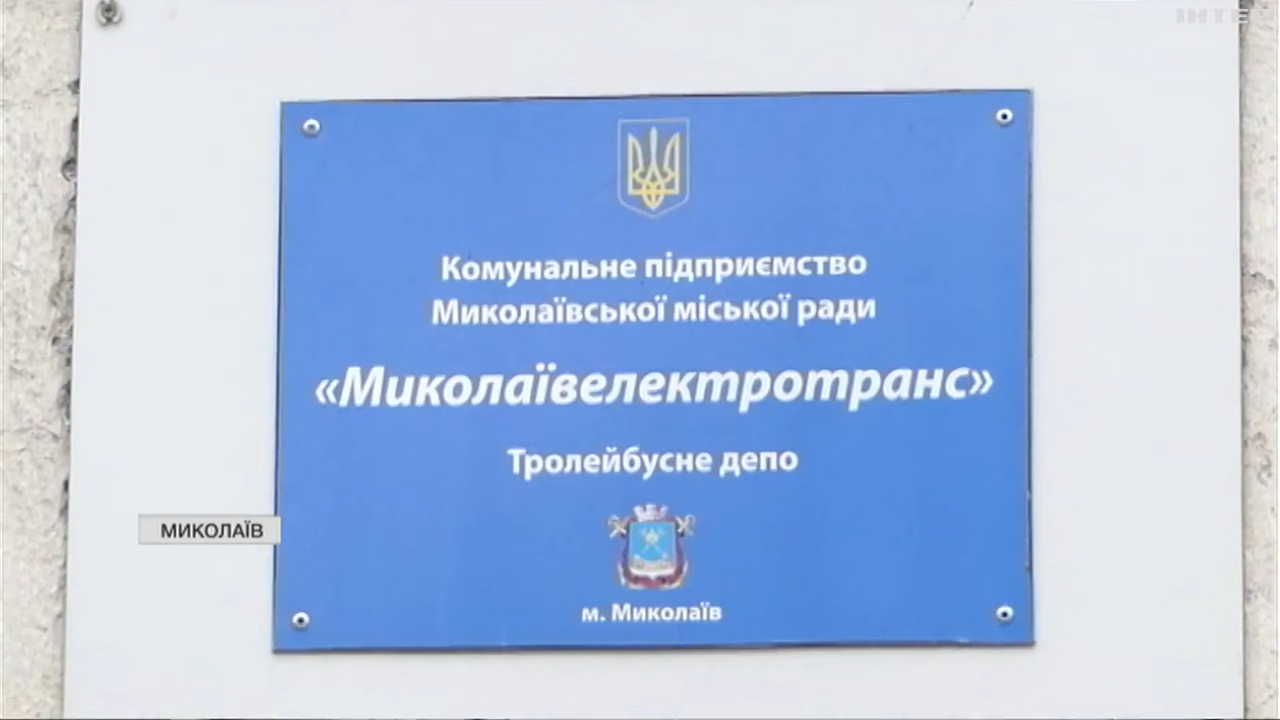 Комунальне підприємство
Миколаївської міської ради
«Миколаївелектротранс»
Тролейбусне депо
МИКОЛАЇВ
м. Миколаїв